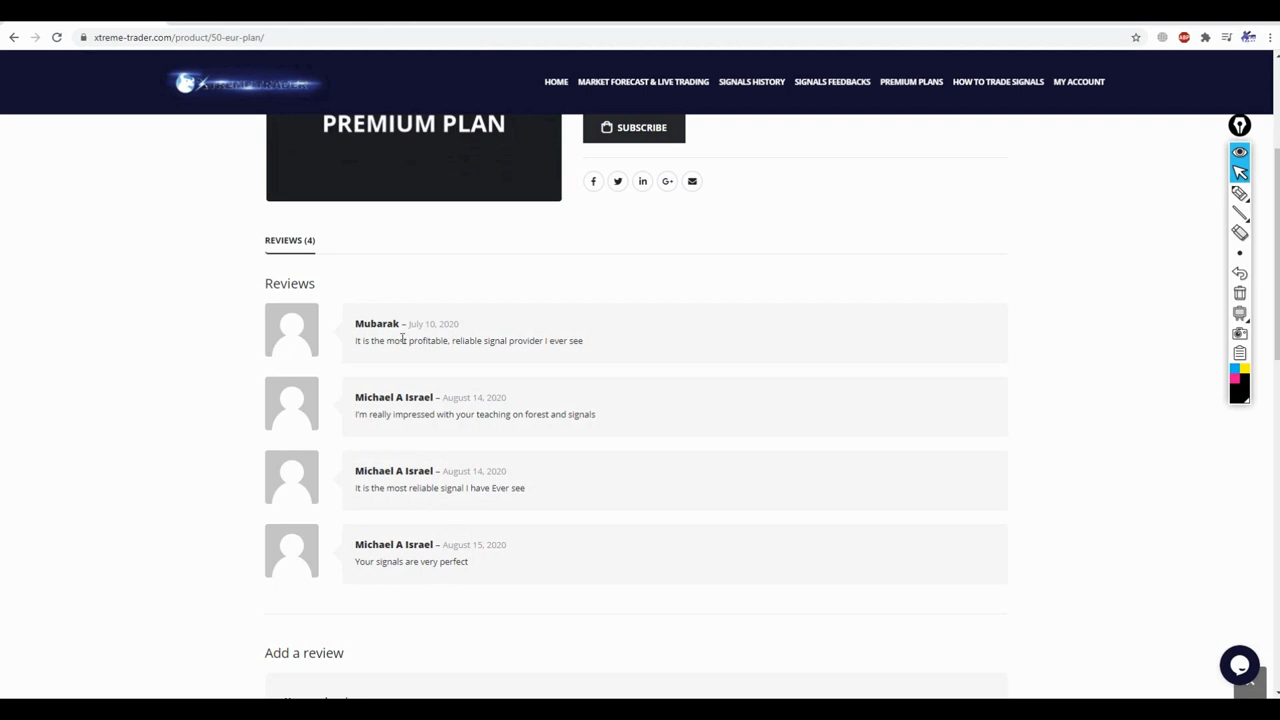 xtreme-trader.com/product/50-eur-plan/
XTREMETRADER
HOME MARKET FORECAST & LIVE TRADING SIGNALS HISTORY SIGNALS FEEDBACKS PREMIUM PLANS HOW TO TRADE SIGNALS MY ACCOUNT
PREMIUM PLAN
SUBSCRIBE
REVIEWS (4)
Reviews
Mubarak – July 10, 2020
It is the most profitable, reliable signal provider I ever see
Michael A Israel – August 14, 2020
I'm really impressed with your teaching on forest and signals
Michael A Israel – August 14, 2020
It is the most reliable signal I have Ever see
Michael A Israel – August 15, 2020
Your signals are very perfect
Add a review